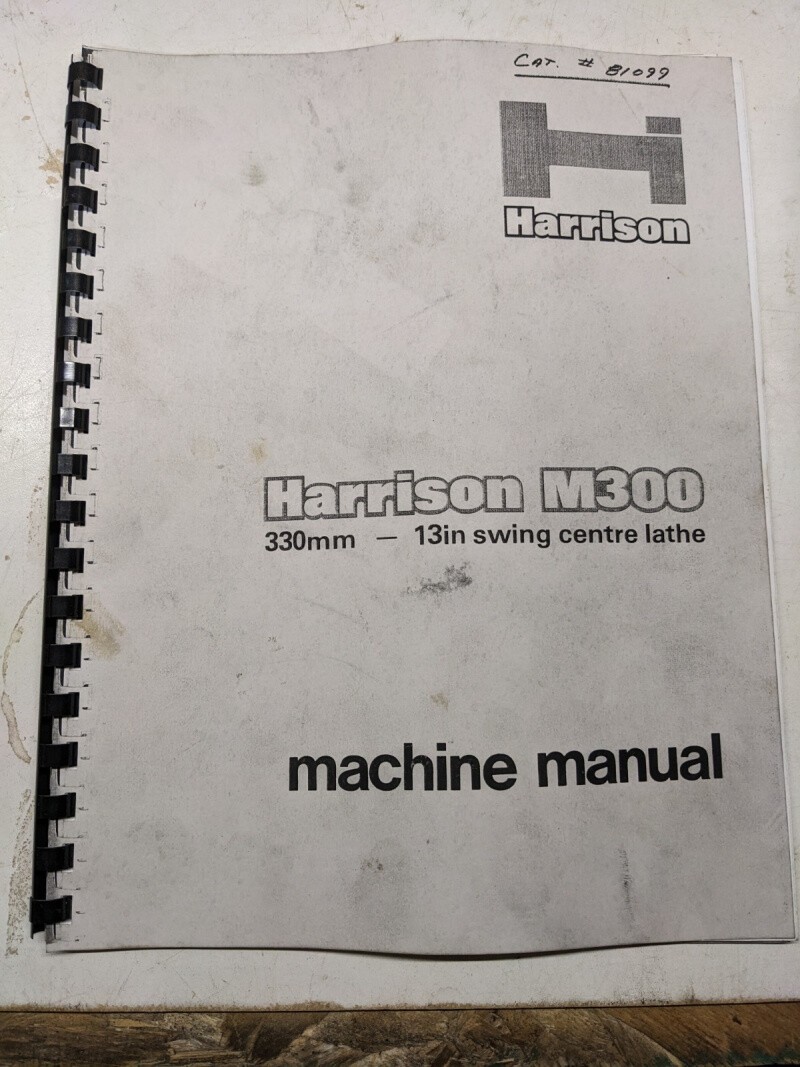 CAT. # 81099
Harrison
Harrison M300
330mm — 13in swing centre lathe
machine manual